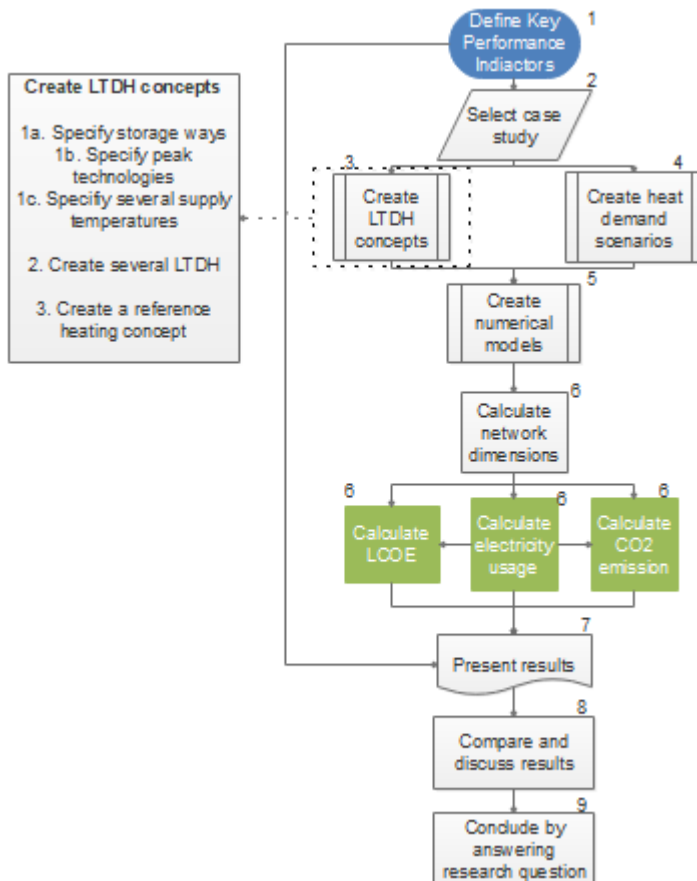 1
Define Key
Performance
Indiactors
2
Select case
study
3
Create
LTDH
concepts
4
Create heat
demand
scenarios
Create LTDH concepts
1a. Specify storage ways
1b. Specify peak
technologies
1c. Specify several supply
temperatures
2. Create several LTDH
3. Create a reference
heating concept
5
Create
numerical
models
6
Calculate
network
dimensions
6
Calculate
LCOE
6
Calculate
electricity
usage
6
Calculate
CO2
emission
7
Present results
8
Compare and
discuss results
9
Conclude by
answering
research question